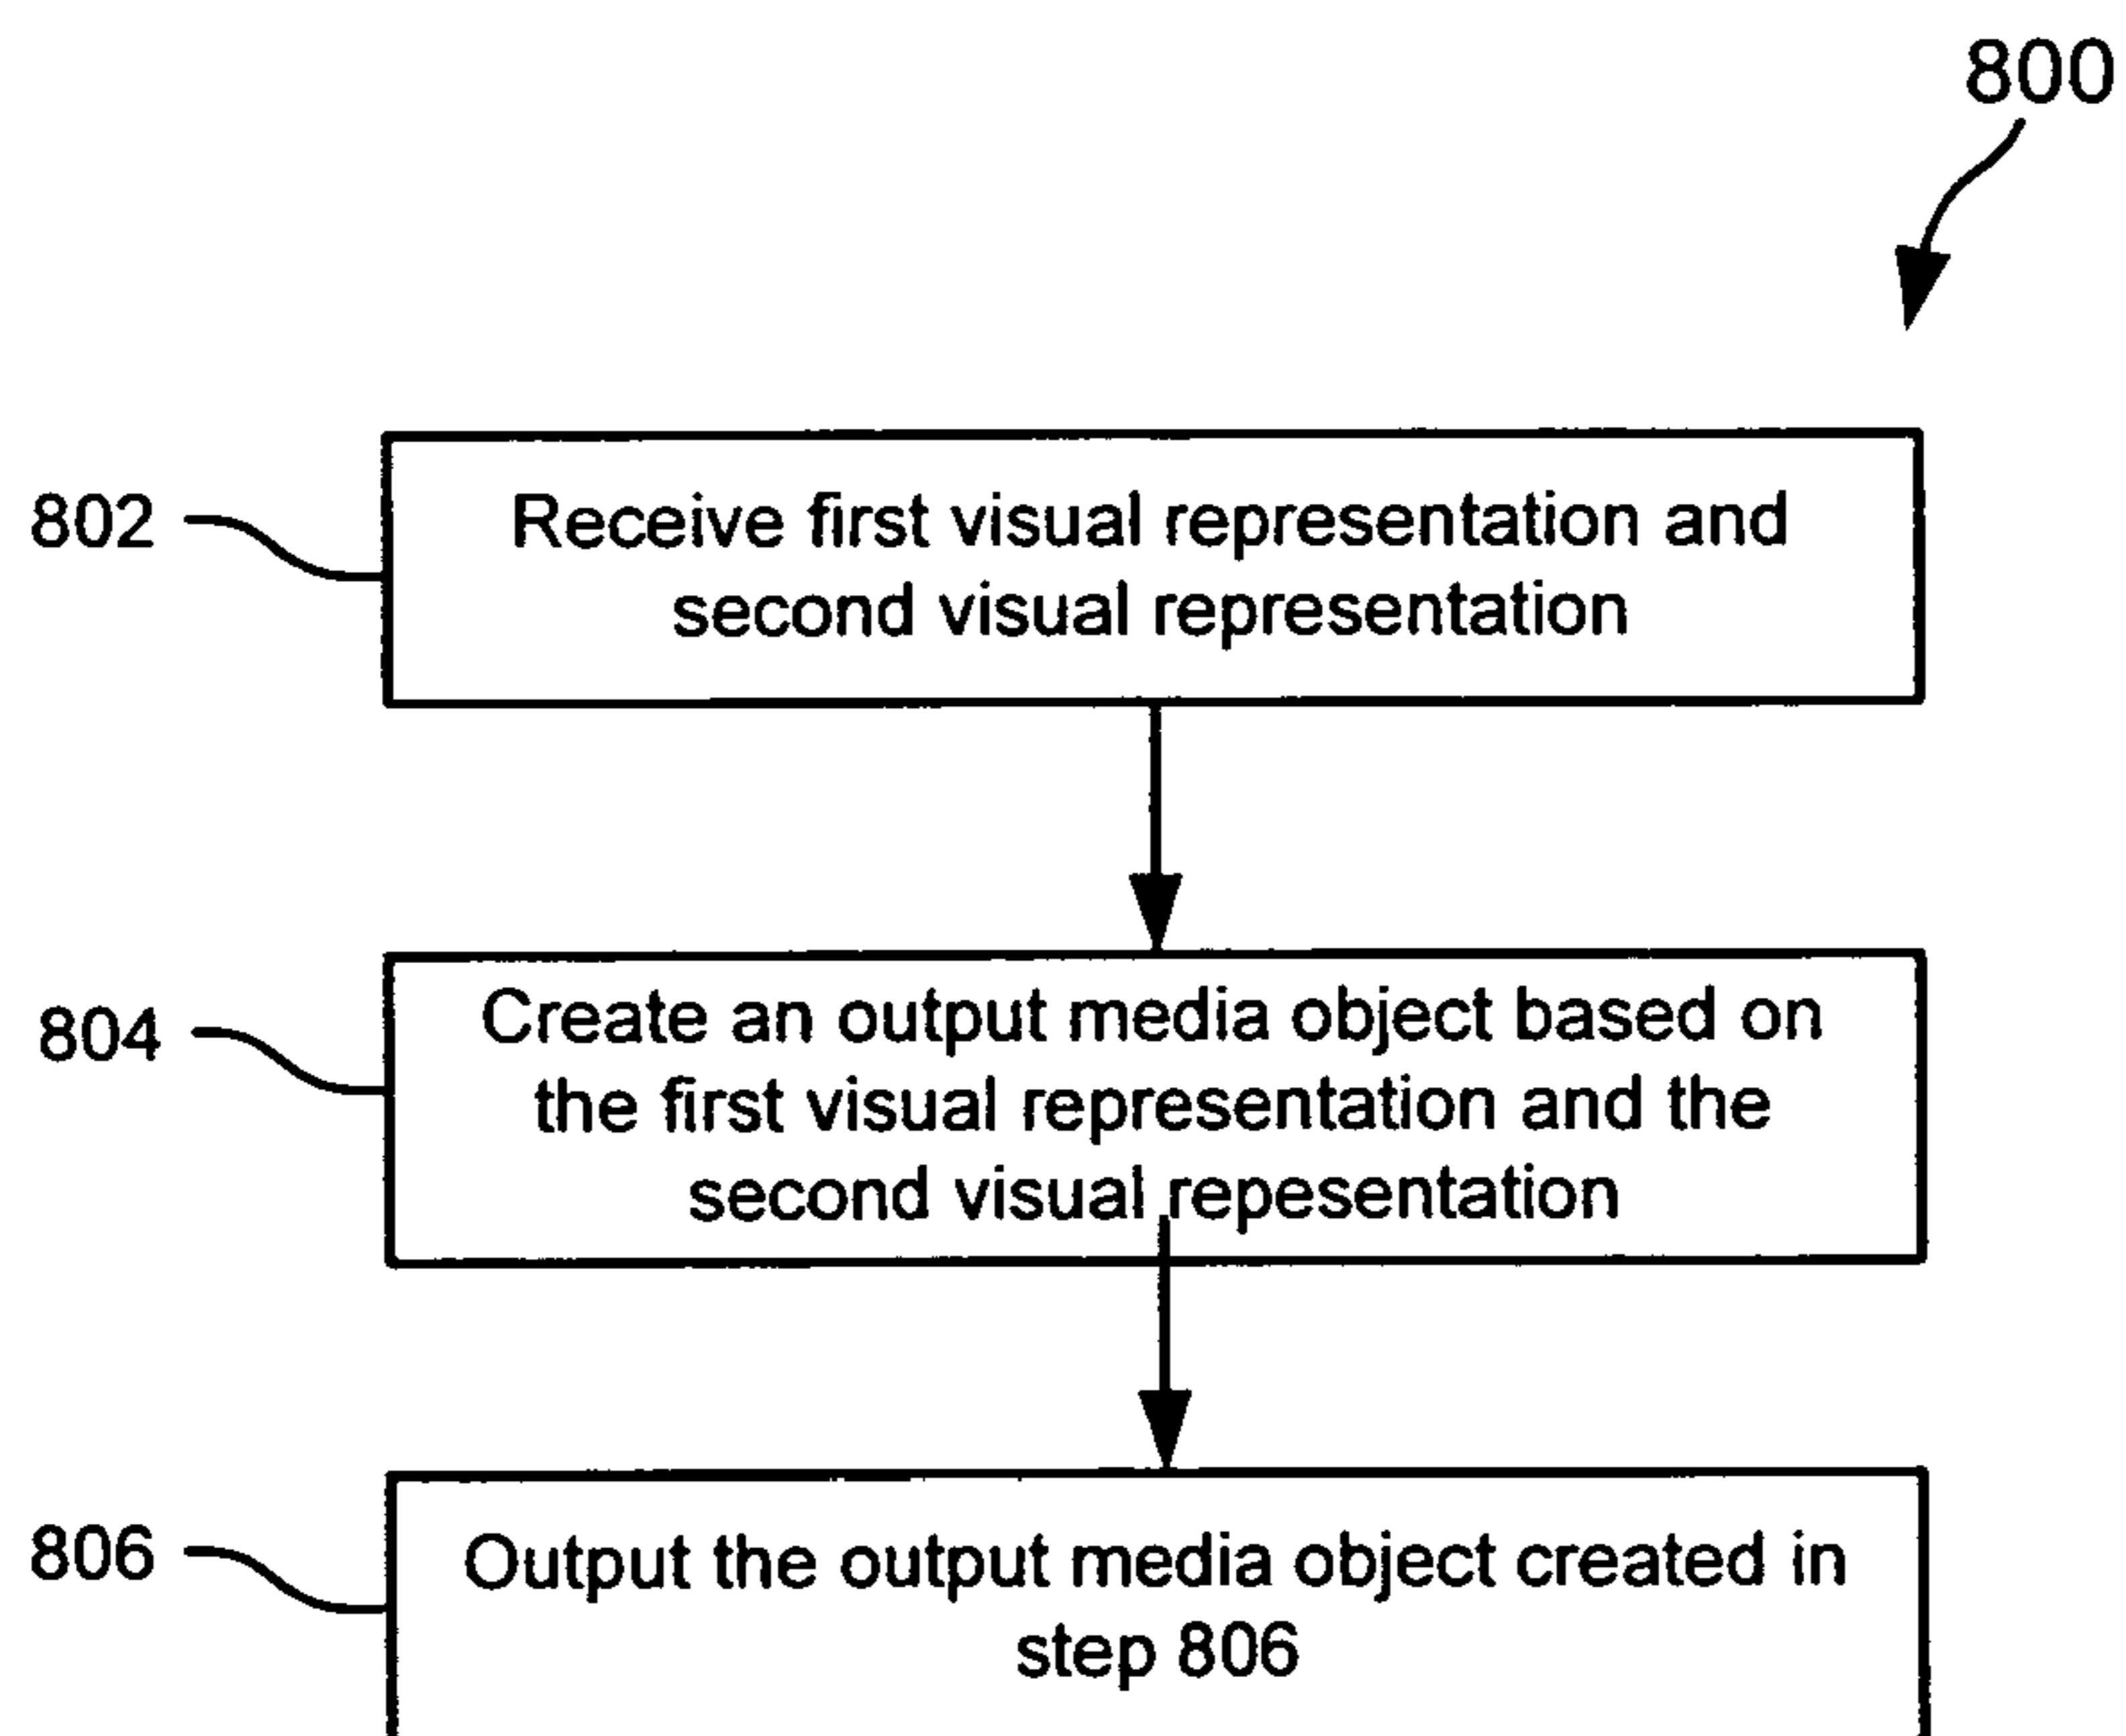 800
802
Receive first visual representation and
second visual representation
804
Create an output media object based on
the first visual representation and the
second visual repesentation
806
Output the output media object created in
step 806